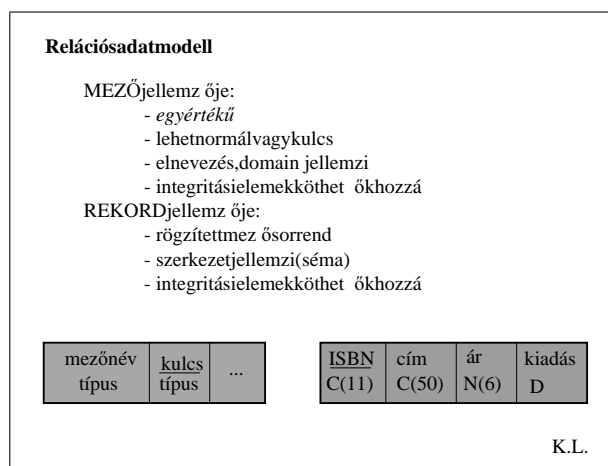 Relációsadatmodell
MEZŐjellemz ője:
- egyértékű
- lehetnormálvagykulcs
- elnevezés,domain jellemzi
- integritásielemekköthet őkhozzá
REKORDjellemz ője:
- rögzítettmez ősorrend
- szerkezetjellemzi(séma)
- integritásielemekköthet őkhozzá
mezőnév kulcs ...
típus típus
ISBN cím ár kiadás
C(11) C(50) N(6) D
K.L.